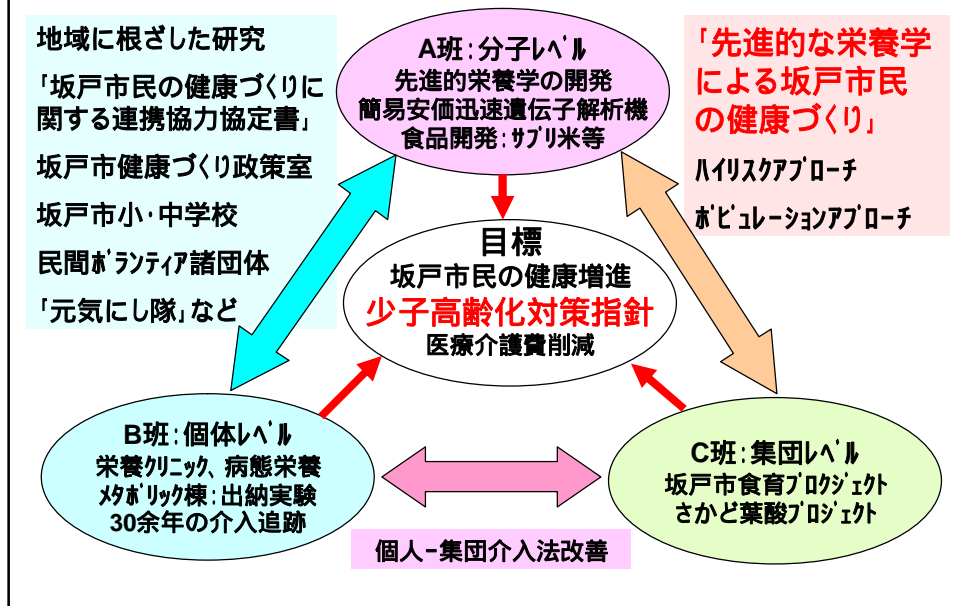 地域に根ざした研究
「坂戸市民の健康づくりに
関する連携協力協定書」
坂戸市健康づくり政策室
坂戸市小・中学校
民間ﾎﾞﾗﾝﾃｨｱ諸団体
「元気にし隊」など
A班:分子ﾚﾍﾞﾙ
先進的栄養学の開発
簡易安価迅速遺伝子解析機
食品開発:ｻﾌﾟﾘ米等
「先進的な栄養学
による坂戸市民
の健康づくり」
ﾊｲﾘｽｸｱﾌﾟﾛｰﾁ
ﾎﾟﾋﾟｭﾚｰｼｮﾝｱﾌﾟﾛｰﾁ
目標
坂戸市民の健康増進
少子高齢化対策指針
医療介護費削減
B班:個体ﾚﾍﾞﾙ
栄養ｸﾘﾆｯｸ、病態栄養
ﾒﾀﾎﾞﾘｯｸ棟:出納実験
30余年の介入追跡
C班:集団ﾚﾍﾞﾙ
坂戸市食育ﾌﾟﾛｸｼﾞｪｸﾄ
さかど葉酸ﾌﾟﾛｼﾞｪｸﾄ
個人-集団介入法改善